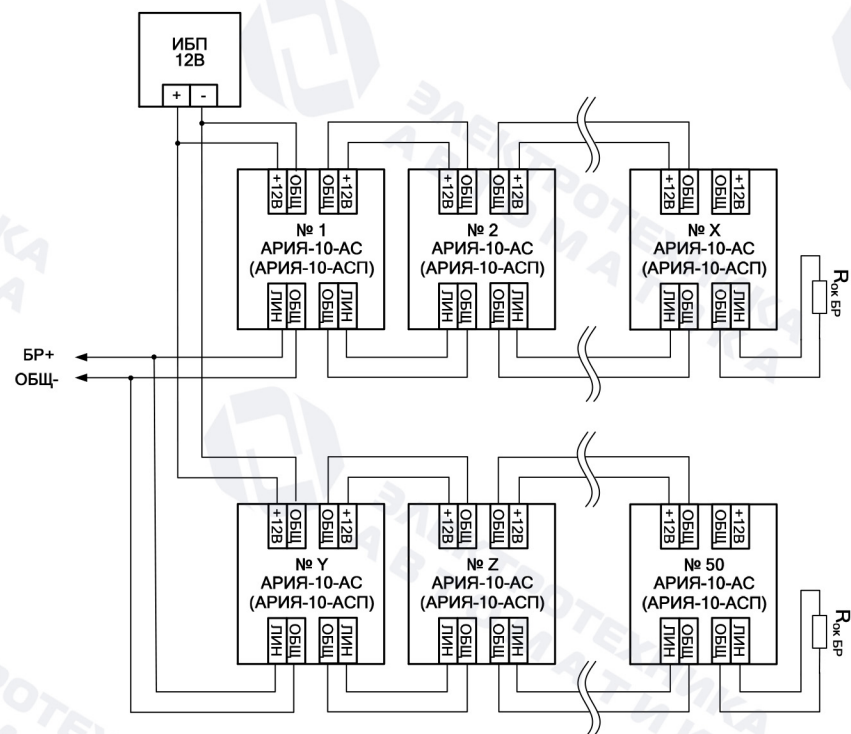 ИБП
12В
+ -
+12В ОБЩ ОБЩ +12В
+12В ОБЩ ОБЩ +12В
+12В ОБЩ ОБЩ +12В
№ 1
АРИЯ-10-АС
(АРИЯ-10-АСП)
№ 2
АРИЯ-10-АС
(АРИЯ-10-АСП)
№ X
АРИЯ-10-АС
(АРИЯ-10-АСП)
ЛИН ОБЩ ОБЩ ЛИН
ЛИН ОБЩ ОБЩ ЛИН
ЛИН ОБЩ ОБЩ ЛИН
Rок БР
БР+
ОБЩ-
+12В ОБЩ ОБЩ +12В
+12В ОБЩ ОБЩ +12В
+12В ОБЩ ОБЩ +12В
№ Y
АРИЯ-10-АС
(АРИЯ-10-АСП)
№ Z
АРИЯ-10-АС
(АРИЯ-10-АСП)
№ 50
АРИЯ-10-АС
(АРИЯ-10-АСП)
ЛИН ОБЩ ОБЩ ЛИН
ЛИН ОБЩ ОБЩ ЛИН
ЛИН ОБЩ ОБЩ ЛИН
Rок БР
ЭЛЕКТРОТЕХНИКА
АВТОМАТИКА
ЭЛЕКТРОТЕХНИКА
АВТОМАТИКА